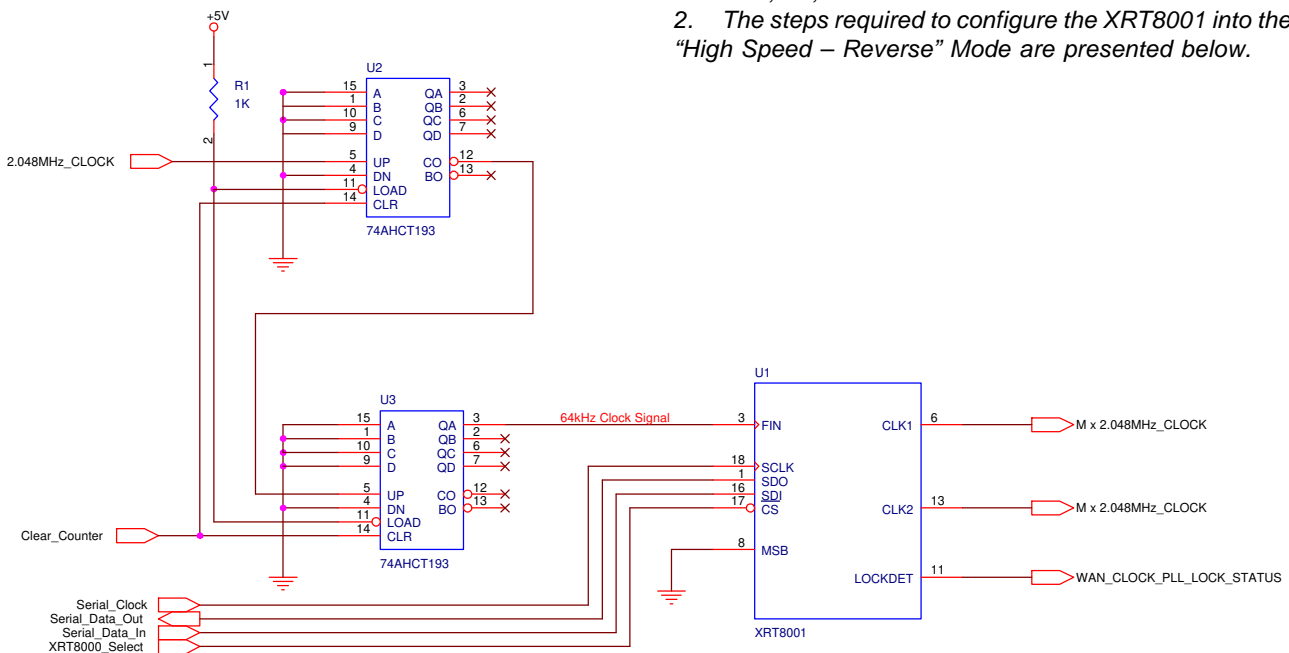 2. The steps required to configure the XRT8001 into the
“High Speed – Reverse” Mode are presented below.
+5V
1
R1
1K
2
U2
15 A QA 3
1 B QB 2
10 C QC 6
9 D QD 7
2.048MHz_CLOCK
5 UP CO 12
4 DN BO 13
11 LOAD
14 CLR
74AHCT193
U3
15 A QA 3
1 B QB 2
10 C QC 6
9 D QD 7
5 UP CO 12
4 DN BO 13
11 LOAD
14 CLR
74AHCT193
64kHz Clock Signal
Clear_Counter
U1
3 FIN CLK1 6
M x 2.048MHz_CLOCK
18 SCLK
1 SDO
16 SDI
17 CS CLK2 13
M x 2.048MHz_CLOCK
8 MSB
LOCKDET 11
WAN_CLOCK_PLL_LOCK_STATUS
XRT8001
Serial_Clock
Serial_Data_Out
Serial_Data_In
XRT8000_Select